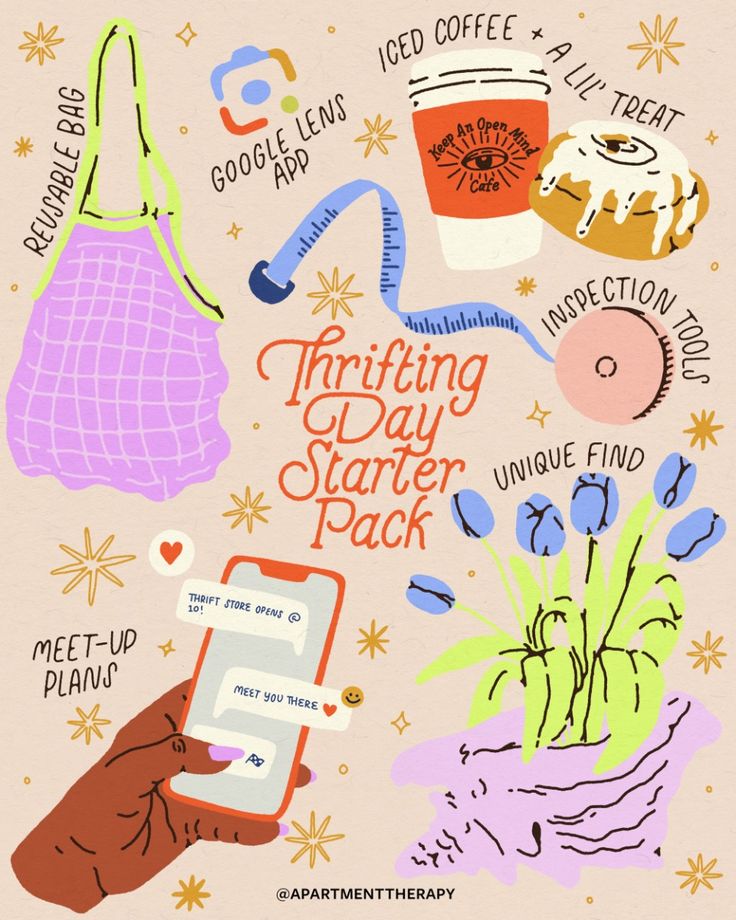 ICED COFFEE + A LIL' TREAT
REUSABLE BAG
GOOGLE LENS
APP
Keep An Open Mind
Cafe
INSPECTION TOOLS
Thrifting
Day
Starter
Pack
UNIQUE FIND
THRIFT STORE OPENS @
10!
MEET-UP
PLANS
MEET YOU THERE
@APARTMENTTHERAPY